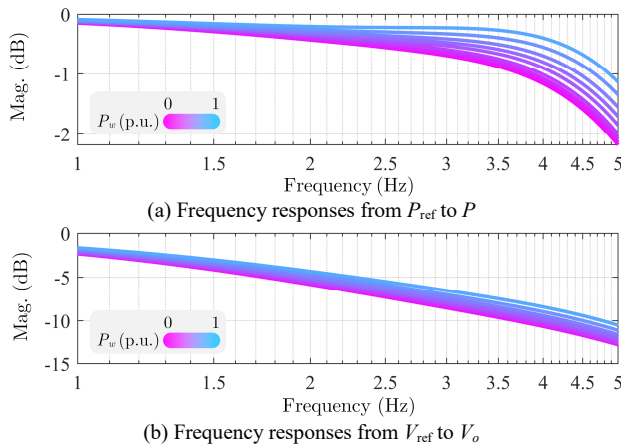 0
-1
-2
Mag. (dB)
0 1
P_w (p.u.)
1 1.5 2 2.5 3 3.5 4 4.5 5
Frequency (Hz)
(a) Frequency responses from P_ref to P
0
-5
-10
-15
Mag. (dB)
0 1
P_w (p.u.)
1 1.5 2 2.5 3 3.5 4 4.5 5
Frequency (Hz)
(b) Frequency responses from V_ref to V_o